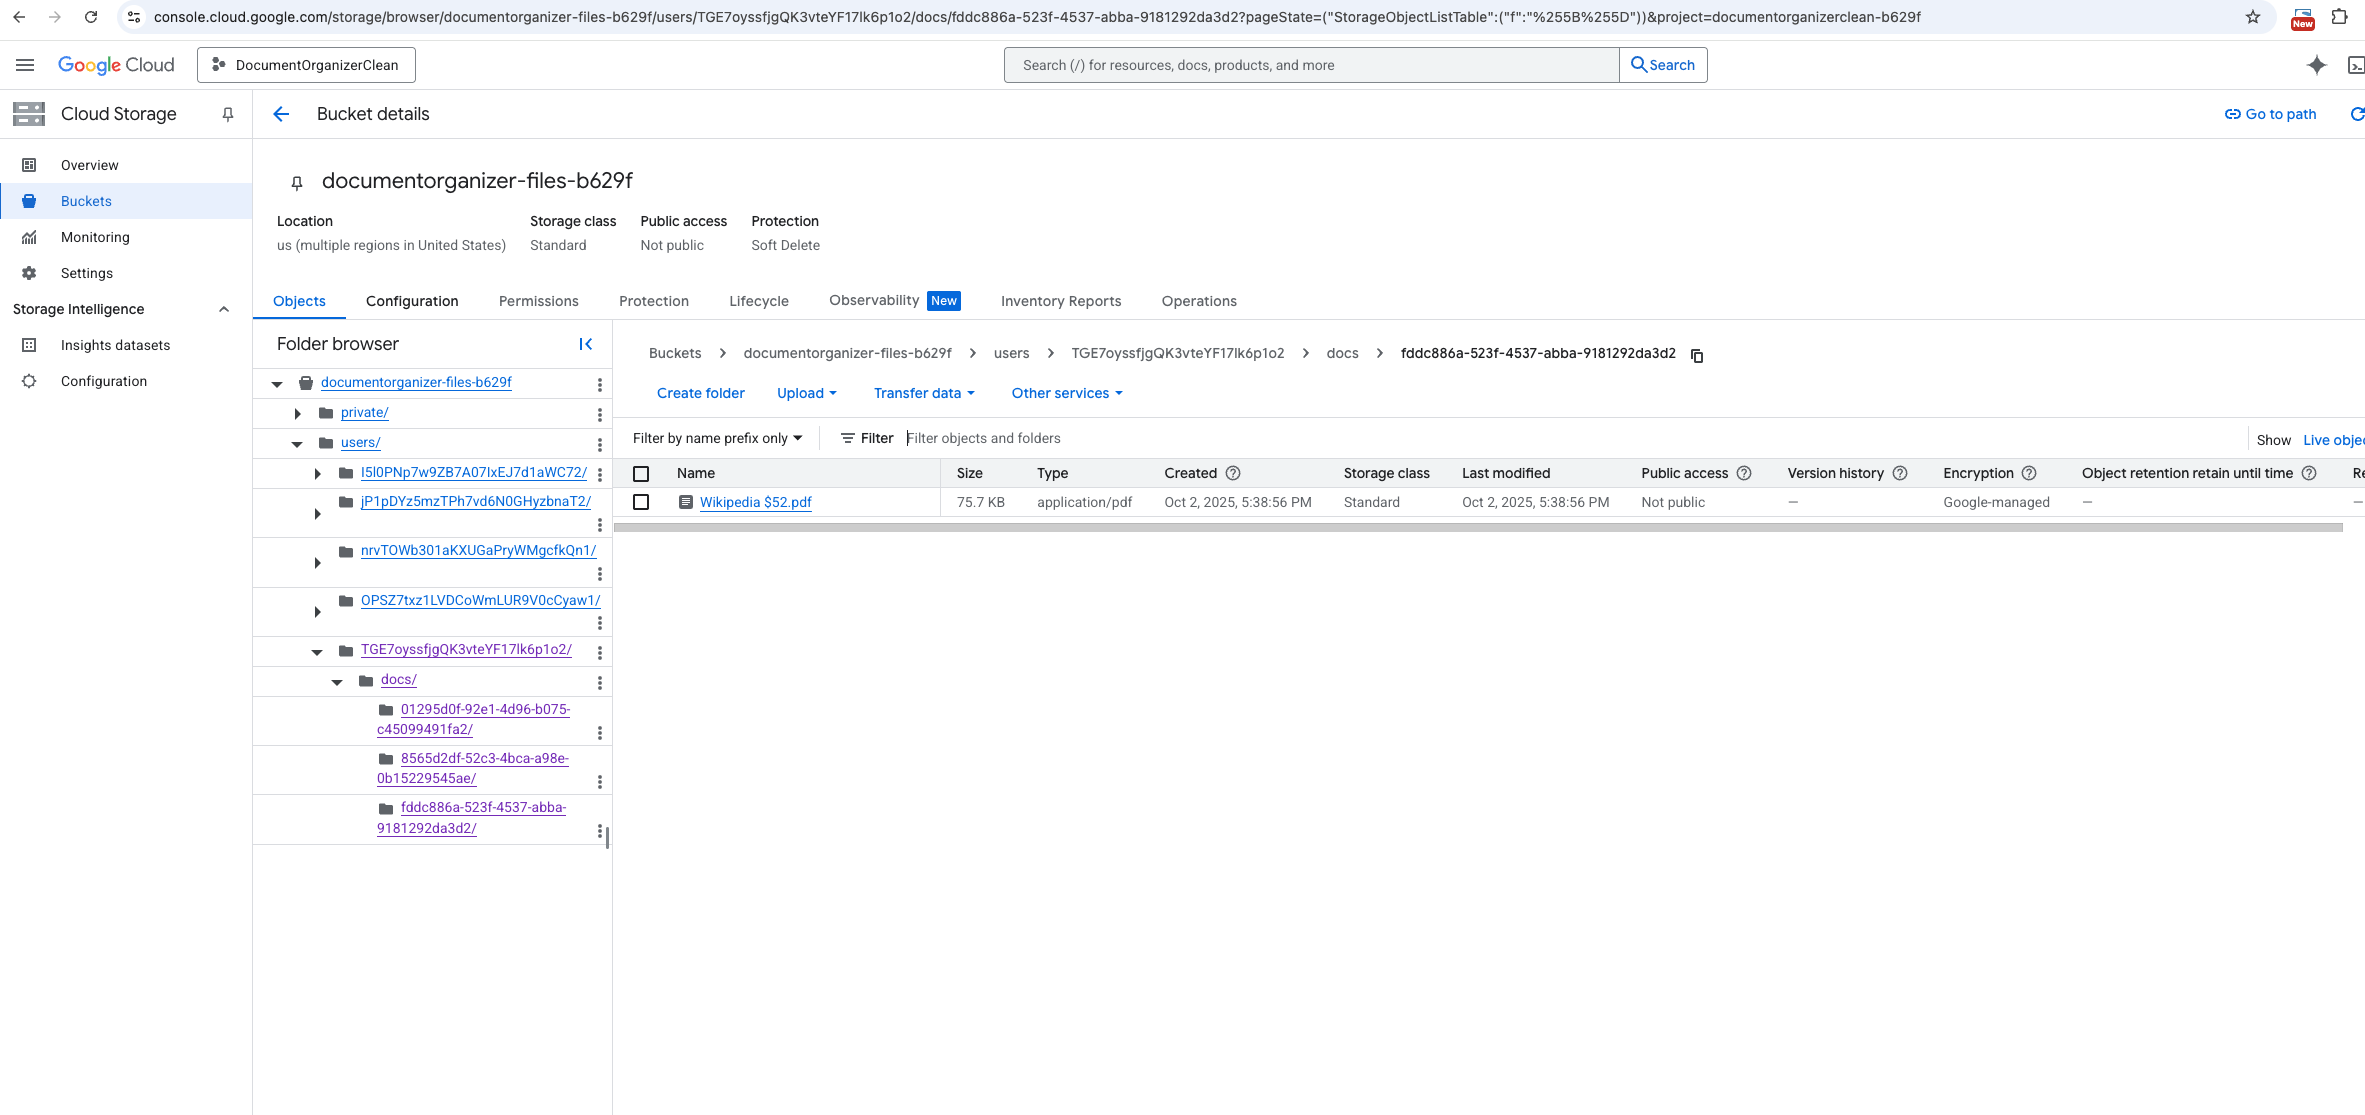 console.cloud.google.com/storage/browser/documentorganizer-files-b629f/users/TGE7oyssfjgQK3vteYF17lk6p1o2/docs/fddc886a-523f-4537-abba-9181292da3d2?pageState=("StorageObjectListTable":("f":"%255B%255D"))&project=documentorganizerclean-b629f
New
Google Cloud
DocumentOrganizerClean
Search (/) for resources, docs, products, and more
Search
Cloud Storage
Bucket details
Go to path
Overview
Buckets
Monitoring
Settings
Storage Intelligence
Insights datasets
Configuration
documentorganizer-files-b629f
Location Storage class Public access Protection
us (multiple regions in United States) Standard Not public Soft Delete
Objects Configuration Permissions Protection Lifecycle Observability New Inventory Reports Operations
Folder browser
documentorganizer-files-b629f
private/
users/
I5l0PNp7w9ZB7A07IxEJ7d1aWC72/
jP1pDYz5mzTPh7vd6N0GHyzbnaT2/
nrvTOWb301aKXUGaPryWMgcfkQn1/
OPSZ7txz1LVDCoWmLUR9V0cCyaw1/
TGE7oyssfjgQK3vteYF17lk6p1o2/
docs/
01295d0f-92e1-4d96-b075-
c45099491fa2/
8565d2df-52c3-4bca-a98e-
0b15229545ae/
fddc886a-523f-4537-abba-
9181292da3d2/
Buckets documentorganizer-files-b629f users TGE7oyssfjgQK3vteYF17lk6p1o2 docs fddc886a-523f-4537-abba-9181292da3d2
Create folder Upload Transfer data Other services
Filter by name prefix only Filter Filter objects and folders Show Live objec
Name Size Type Created Storage class Last modified Public access Version history Encryption Object retention retain until time Re
Wikipedia $52.pdf 75.7 KB application/pdf Oct 2, 2025, 5:38:56 PM Standard Oct 2, 2025, 5:38:56 PM Not public — Google-managed — —